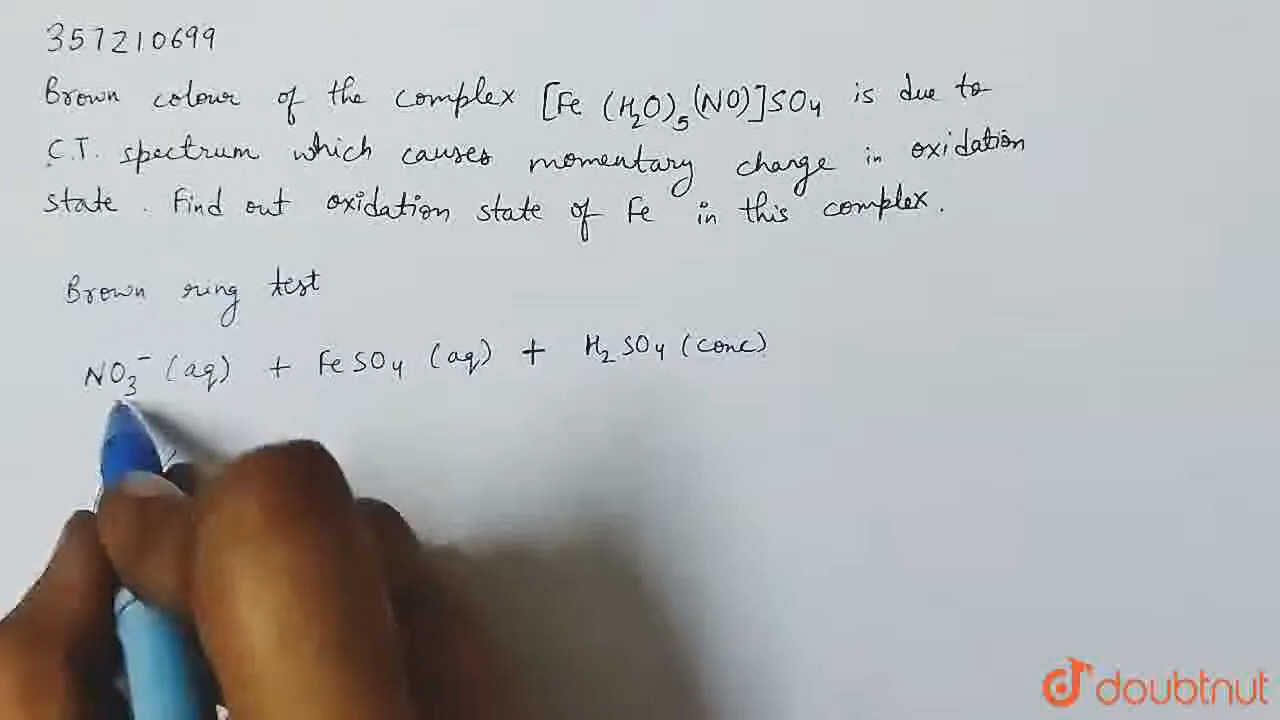 357210699
Brown colour of the complex [Fe (H₂O)₅(NO)]SO₄ is due to
C.T. spectrum which causes momentary change in oxidation
state. Find out oxidation state of Fe in this complex.
Brown ring test
NO₃⁻ (aq) + FeSO₄ (aq) + H₂SO₄ (conc)
doubtnut